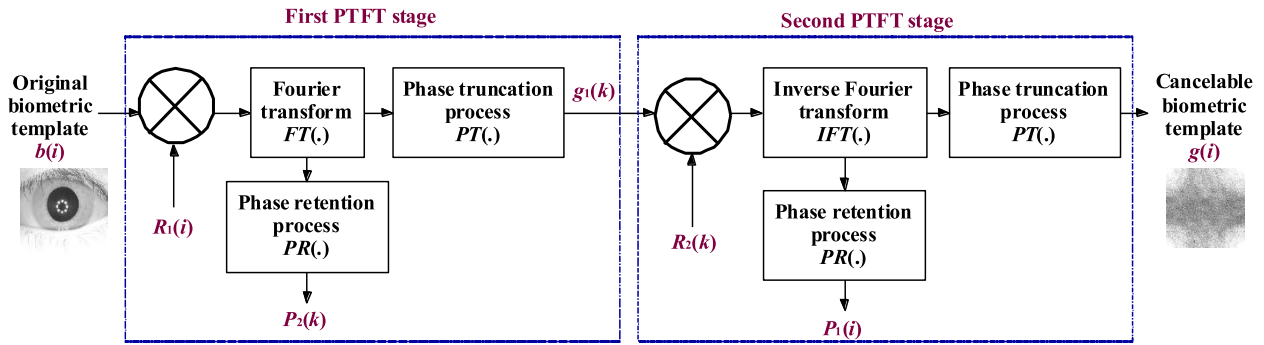 First PTFT stage
Second PTFT stage
Original
biometric
template
b(i)
R1(i)
Fourier
transform
FT(.)
Phase truncation
process
PT(.)
g1(k)
Phase retention
process
PR(.)
P2(k)
R2(k)
Inverse Fourier
transform
IFT(.)
Phase truncation
process
PT(.)
Phase retention
process
PR(.)
P1(i)
Cancelable
biometric
template
g(i)